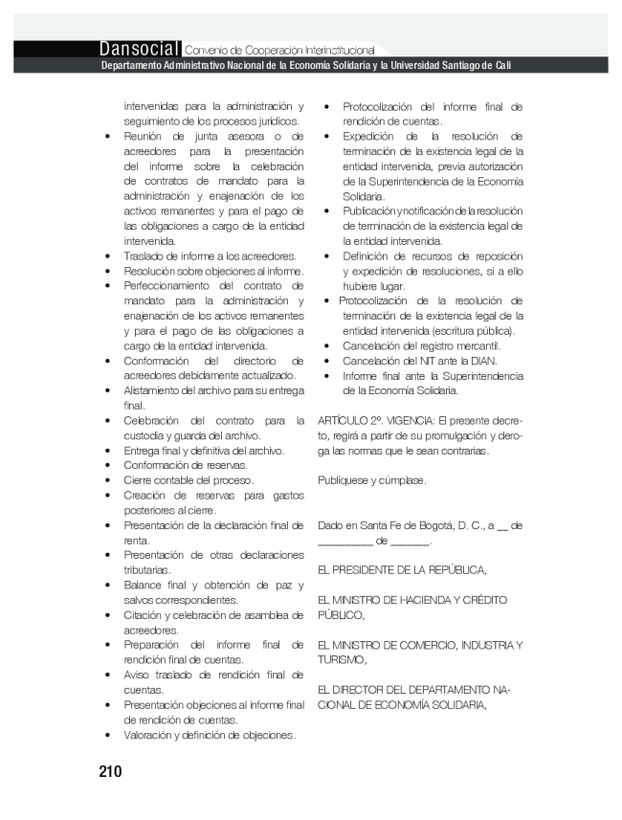 Dansocial Convenio de Cooperación Interinstitucional
Departamento Administrativo Nacional de la Economía Solidaria y la Universidad Santiago de Cali
intervenidas para la administración y
seguimiento de los procesos jurídicos.
• Reunión de junta asesora o de
acreedores para la presentación
del informe sobre la celebración
de contratos de mandato para la
administración y enajenación de los
activos remanentes y para el pago de
las obligaciones a cargo de la entidad
intervenida.
• Traslado de informe a los acreedores.
• Resolución sobre objeciones al informe.
• Perfeccionamiento del contrato de
mandato para la administración y
enajenación de los activos remanentes
y para el pago de las obligaciones a
cargo de la entidad intervenida.
• Conformación del directorio de
acreedores debidamente actualizado.
• Alistamiento del archivo para su entrega
final.
• Celebración del contrato para la
custodia y guarda del archivo.
• Entrega final y definitiva del archivo.
• Conformación de reservas.
• Cierre contable del proceso.
• Creación de reservas para gastos
posteriores al cierre.
• Presentación de la declaración final de
renta.
• Presentación de otras declaraciones
tributarias.
• Balance final y obtención de paz y
salvos correspondientes.
• Citación y celebración de asamblea de
acreedores.
• Preparación del informe final de
rendición final de cuentas.
• Aviso traslado de rendición final de
cuentas.
• Presentación objeciones al informe final
de rendición de cuentas.
• Valoración y definición de objeciones.
• Protocolización del informe final de
rendición de cuentas.
• Expedición de la resolución de
terminación de la existencia legal de la
entidad intervenida, previa autorización
de la Superintendencia de la Economía
Solidaria.
• Publicación y notificación de la resolución
de terminación de la existencia legal de
la entidad intervenida.
• Definición de recursos de reposición
y expedición de resoluciones, si a ello
hubiere lugar.
• Protocolización de la resolución de
terminación de la existencia legal de la
entidad intervenida (escritura pública).
• Cancelación del registro mercantil.
• Cancelación del NIT ante la DIAN.
• Informe final ante la Superintendencia
de la Economía Solidaria.
ARTÍCULO 2º. VIGENCIA: El presente decre-
to, regirá a partir de su promulgación y dero-
ga las normas que le sean contrarias.
Publíquese y cúmplase.
Dado en Santa Fe de Bogotá, D. C., a __ de
__________ de _______.
EL PRESIDENTE DE LA REPÚBLICA,
EL MINISTRO DE HACIENDA Y CRÉDITO
PÚBLICO,
EL MINISTRO DE COMERCIO, INDUSTRIA Y
TURISMO,
EL DIRECTOR DEL DEPARTAMENTO NA-
CIONAL DE ECONOMÍA SOLIDARIA,
210